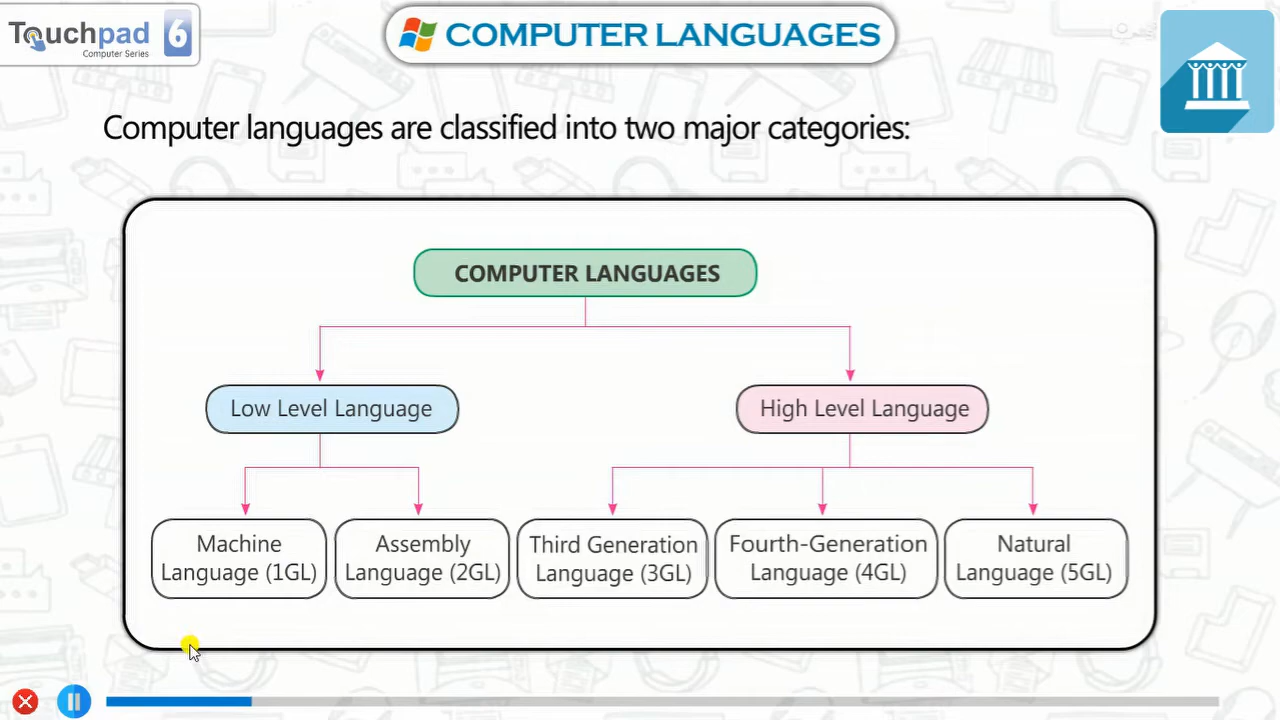 Touchpad 6
Computer Series
COMPUTER LANGUAGES
Computer languages are classified into two major categories:
COMPUTER LANGUAGES
Low Level Language
High Level Language
Machine
Language (1GL)
Assembly
Language (2GL)
Third Generation
Language (3GL)
Fourth-Generation
Language (4GL)
Natural
Language (5GL)